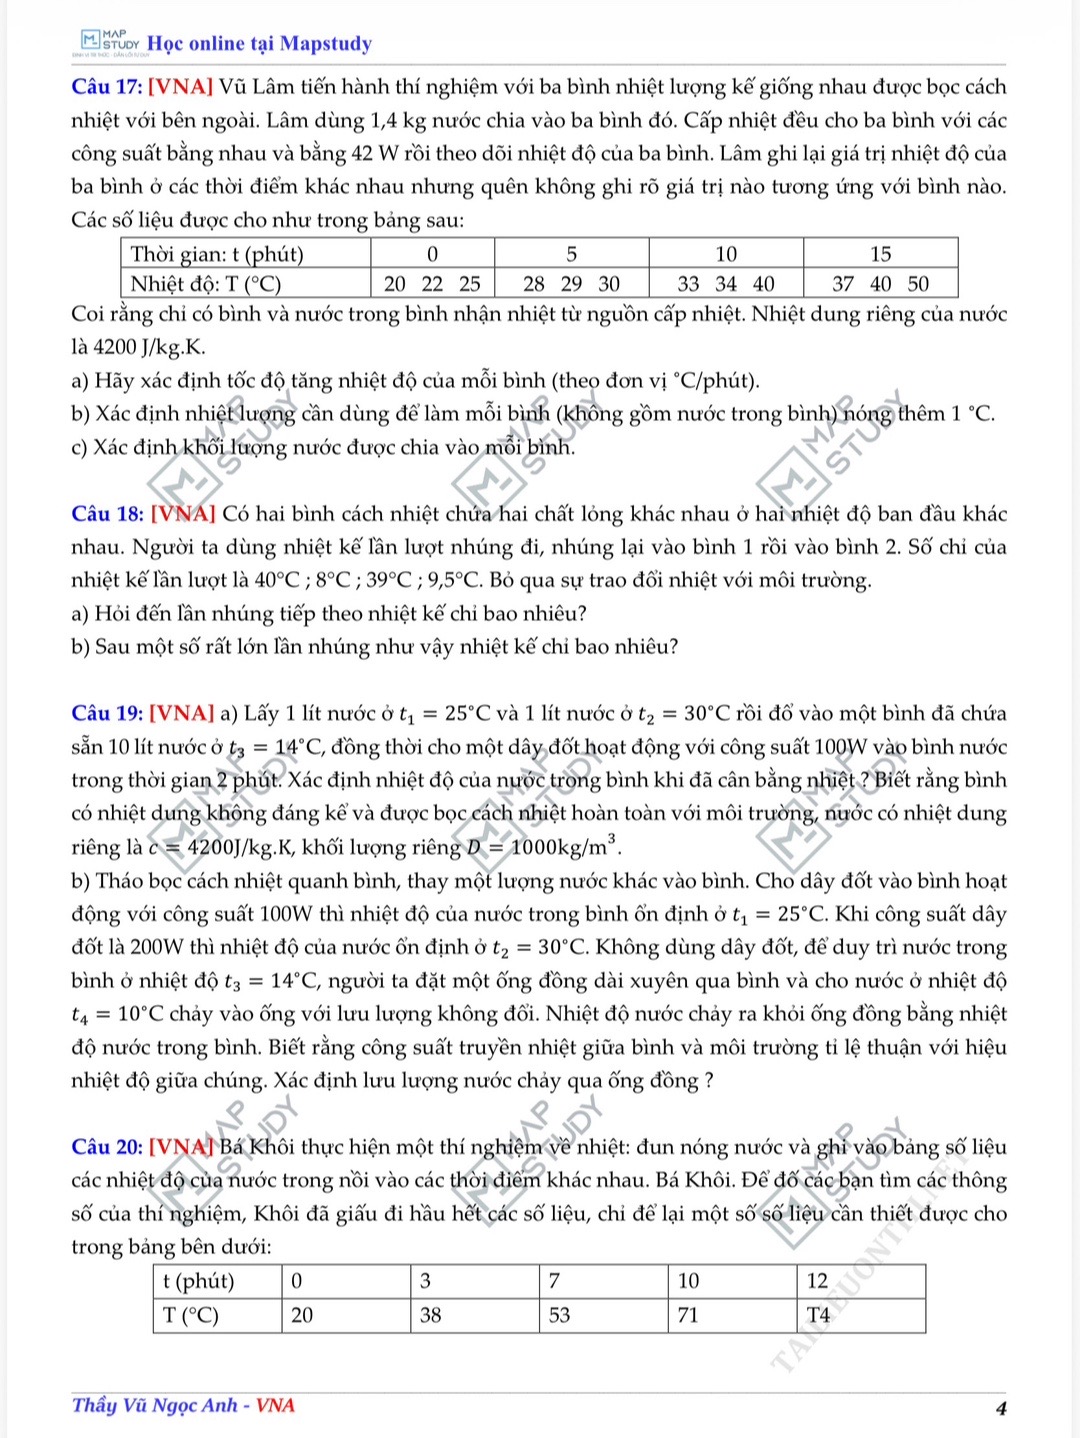 MAP STUDY Học online tại Mapstudy
Câu 17: [VNA] Vũ Lâm tiến hành thí nghiệm với ba bình nhiệt lượng kế giống nhau được bọc cách
nhiệt với bên ngoài. Lâm dùng 1,4 kg nước chia vào ba bình đó. Cấp nhiệt đều cho ba bình với các
công suất bằng nhau và bằng 42 W rồi theo dõi nhiệt độ của ba bình. Lâm ghi lại giá trị nhiệt độ của
ba bình ở các thời điểm khác nhau nhưng quên không ghi rõ giá trị nào tương ứng với bình nào.
Các số liệu được cho như trong bảng sau:
Thời gian: t (phút) 0 5 10 15
Nhiệt độ: T (°C) 20 22 25 28 29 30 33 34 40 37 40 50
Coi rằng chỉ có bình và nước trong bình nhận nhiệt từ nguồn cấp nhiệt. Nhiệt dung riêng của nước
là 4200 J/kg.K.
a) Hãy xác định tốc độ tăng nhiệt độ của mỗi bình (theo đơn vị °C/phút).
b) Xác định nhiệt lượng cần dùng để làm mỗi bình (không gồm nước trong bình) nóng thêm 1 °C.
c) Xác định khối lượng nước được chia vào mỗi bình.
Câu 18: [VNA] Có hai bình cách nhiệt chứa hai chất lỏng khác nhau ở hai nhiệt độ ban đầu khác
nhau. Người ta dùng nhiệt kế lần lượt nhúng đi, nhúng lại vào bình 1 rồi vào bình 2. Số chỉ của
nhiệt kế lần lượt là 40°C ; 8°C ; 39°C ; 9,5°C. Bỏ qua sự trao đổi nhiệt với môi trường.
a) Hỏi đến lần nhúng tiếp theo nhiệt kế chỉ bao nhiêu?
b) Sau một số rất lớn lần nhúng như vậy nhiệt kế chỉ bao nhiêu?
Câu 19: [VNA] a) Lấy 1 lít nước ở t₁ = 25°C và 1 lít nước ở t₂ = 30°C rồi đổ vào một bình đã chứa
sẵn 10 lít nước ở t₃ = 14°C, đồng thời cho một dây đốt hoạt động với công suất 100W vào bình nước
trong thời gian 2 phút. Xác định nhiệt độ của nước trong bình khi đã cân bằng nhiệt ? Biết rằng bình
có nhiệt dung không đáng kể và được bọc cách nhiệt hoàn toàn với môi trường, nước có nhiệt dung
riêng là c = 4200J/kg.K, khối lượng riêng D = 1000kg/m³.
b) Tháo bọc cách nhiệt quanh bình, thay một lượng nước khác vào bình. Cho dây đốt vào bình hoạt
động với công suất 100W thì nhiệt độ của nước trong bình ổn định ở t₁ = 25°C. Khi công suất dây
đốt là 200W thì nhiệt độ của nước ổn định ở t₂ = 30°C. Không dùng dây đốt, để duy trì nước trong
bình ở nhiệt độ t₃ = 14°C, người ta đặt một ống đồng dài xuyên qua bình và cho nước ở nhiệt độ
t₄ = 10°C chảy vào ống với lưu lượng không đổi. Nhiệt độ nước chảy ra khỏi ống đồng bằng nhiệt
độ nước trong bình. Biết rằng công suất truyền nhiệt giữa bình và môi trường tỉ lệ thuận với hiệu
nhiệt độ giữa chúng. Xác định lưu lượng nước chảy qua ống đồng ?
Câu 20: [VNA] Bá Khôi thực hiện một thí nghiệm về nhiệt: đun nóng nước và ghi vào bảng số liệu
các nhiệt độ của nước trong nồi vào các thời điểm khác nhau. Bá Khôi. Để đố các bạn tìm các thông
số của thí nghiệm, Khôi đã giấu đi hầu hết các số liệu, chỉ để lại một số số liệu cần thiết được cho
trong bảng bên dưới:
t (phút) 0 3 7 10 12
T (°C) 20 38 53 71 T4
TAILIEUONTHI.NET
Thầy Vũ Ngọc Anh - VNA 4